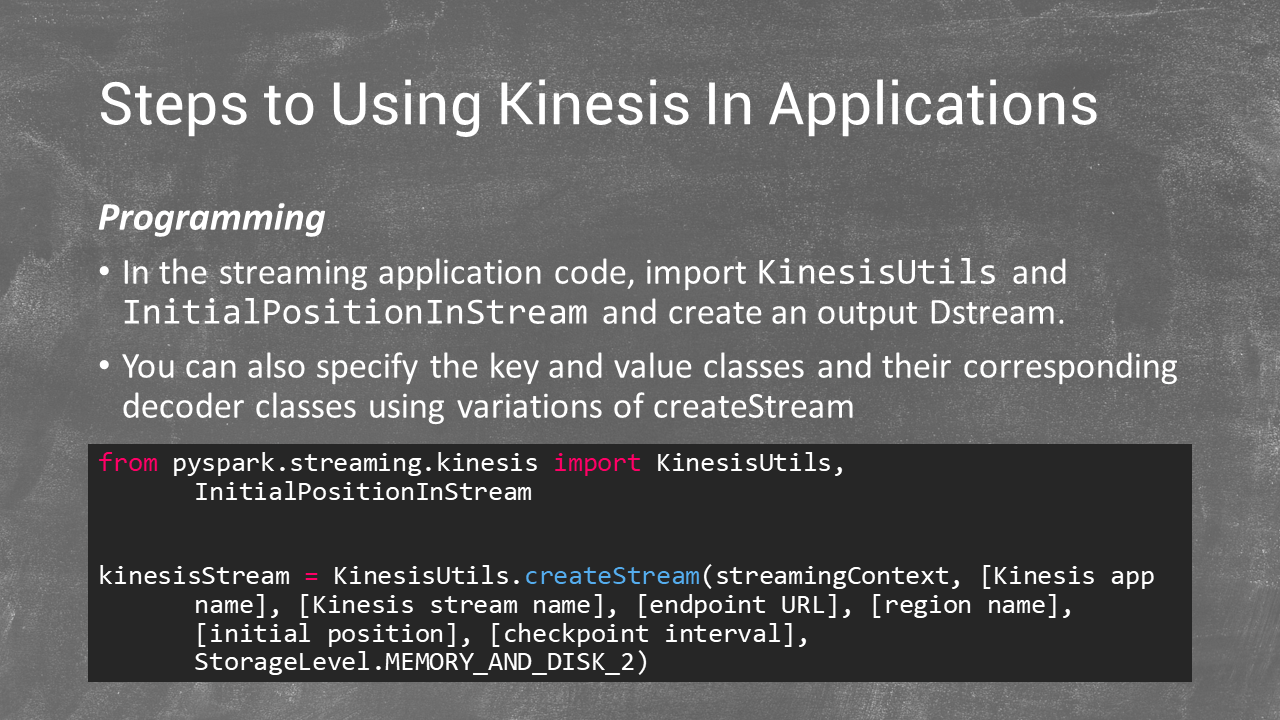 Steps to Using Kinesis In Applications
Programming
• In the streaming application code, import KinesisUtils and
InitialPositionInStream and create an output Dstream.
• You can also specify the key and value classes and their corresponding
decoder classes using variations of createStream
from pyspark.streaming.kinesis import KinesisUtils,
InitialPositionInStream
kinesisStream = KinesisUtils.createStream(streamingContext, [Kinesis app
name], [Kinesis stream name], [endpoint URL], [region name],
[initial position], [checkpoint interval],
StorageLevel.MEMORY_AND_DISK_2)